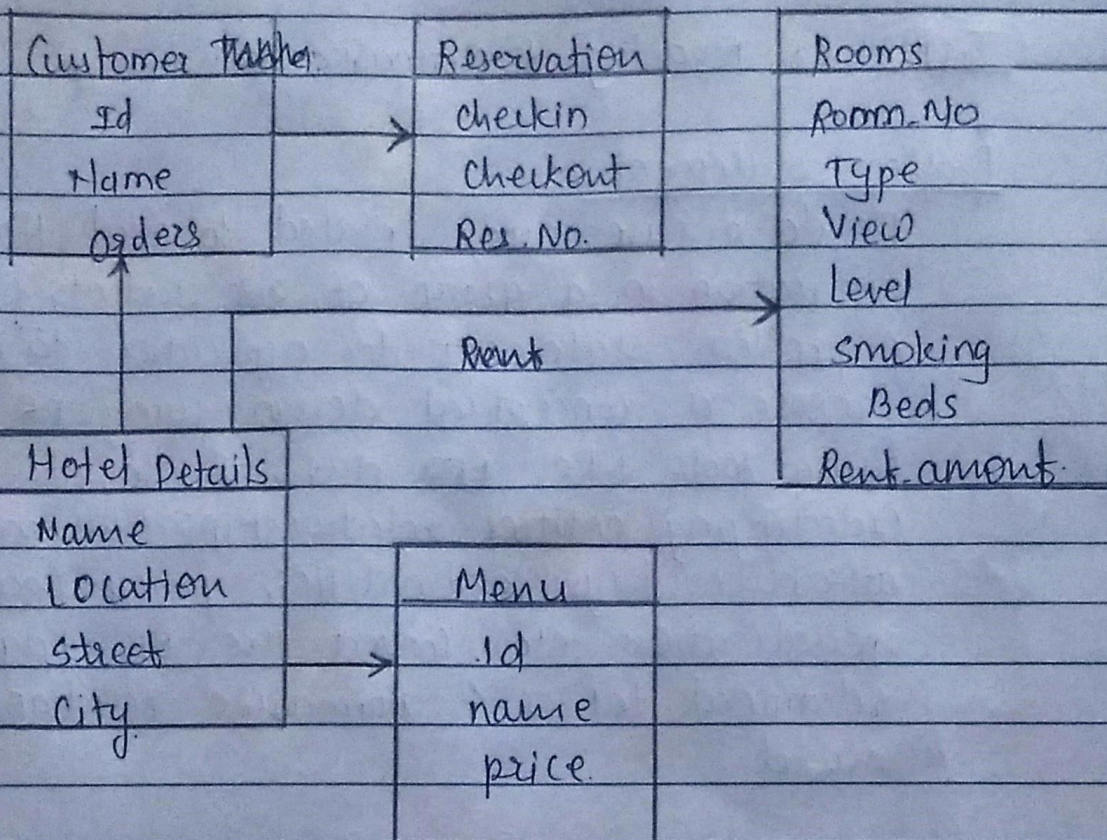 Customer
Id
Name
Orders
Reservation
Checkin
Checkout
Res. No.
Rooms
Room.No
Type
View
Level
Smoking
Beds
Rent.amont.
Rent
Hotel Details
Name
Location
Street
City.
Menu
Id
name
price.